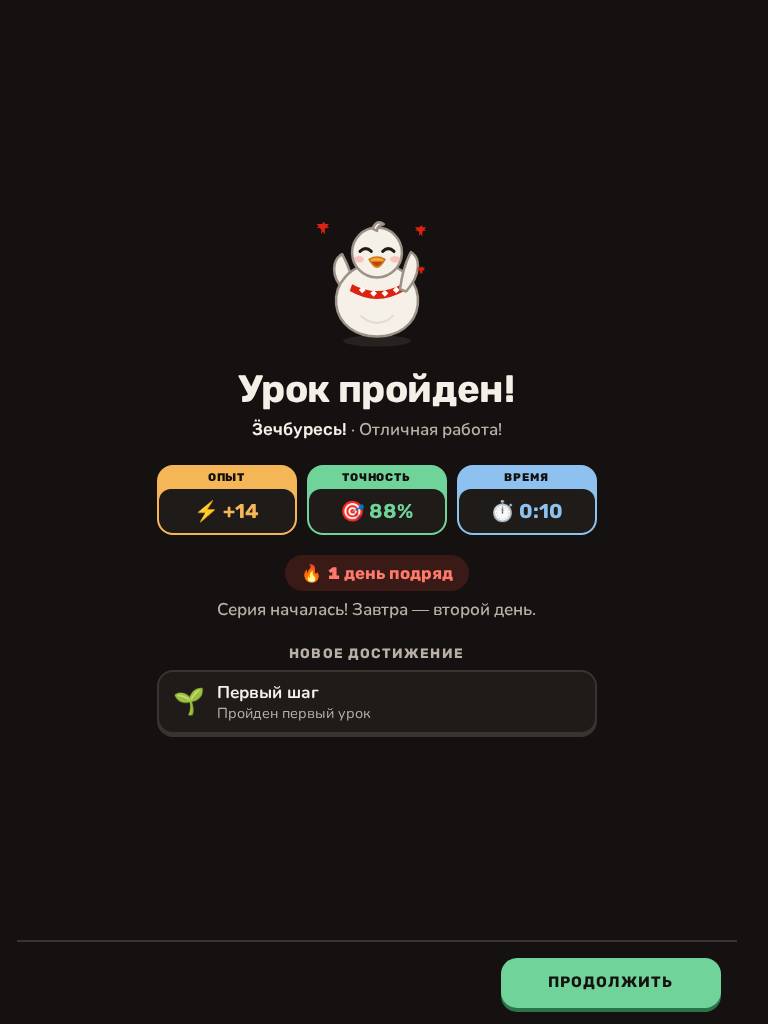 Урок пройден!
Ӟечбуресь! · Отличная работа!
ОПЫТ
⚡ +14
ТОЧНОСТЬ
🎯 88%
ВРЕМЯ
⏱️ 0:10
🔥 1 день подряд
Серия началась! Завтра — второй день.
НОВОЕ ДОСТИЖЕНИЕ
🌱 Первый шаг
Пройден первый урок
ПРОДОЛЖИТЬ